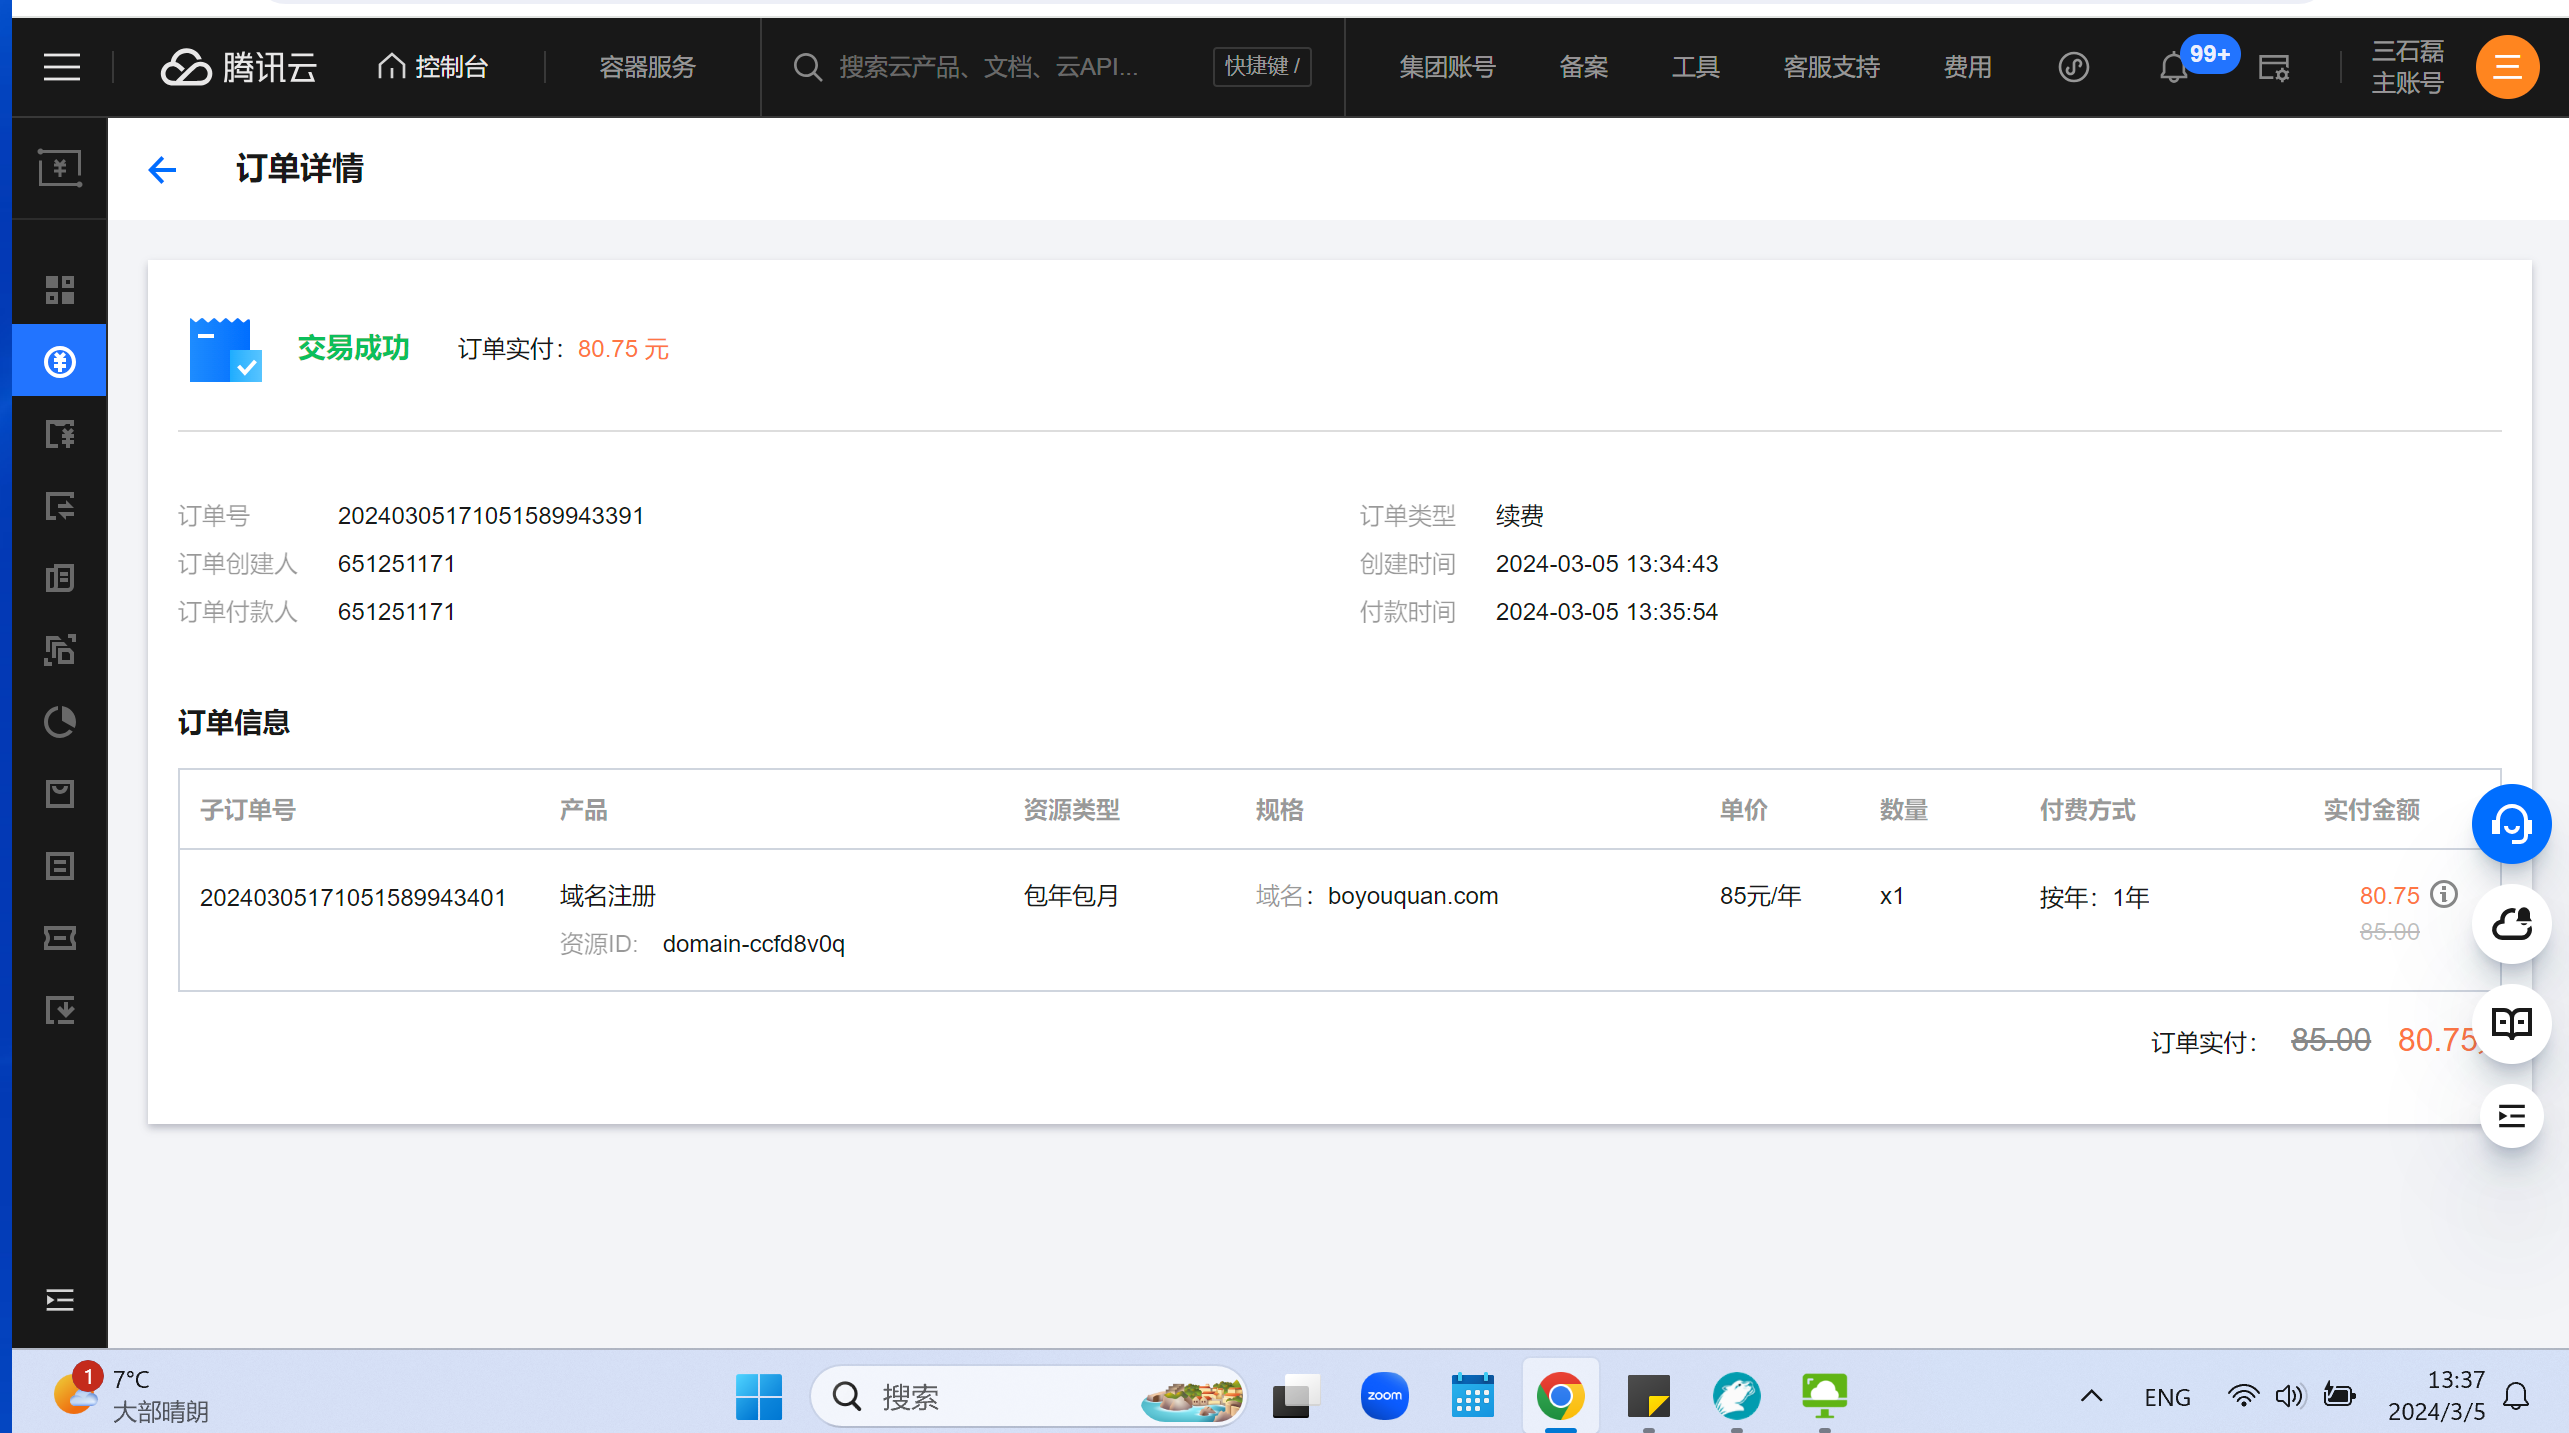 腾讯云
控制台
容器服务
搜索云产品、文档、云API...
快捷键 /
集团账号
备案
工具
客服支持
费用
99+
三石磊
主账号
三
订单详情
交易成功
订单实付：80.75 元
订单号 20240305171051589943391
订单类型 续费
订单创建人 651251171
创建时间 2024-03-05 13:34:43
订单付款人 651251171
付款时间 2024-03-05 13:35:54
订单信息
子订单号 产品 资源类型 规格 单价 数量 付费方式 实付金额
20240305171051589943401 域名注册 包年包月 域名：boyouquan.com 85元/年 x1 按年：1年 80.75
85.00
资源ID: domain-ccfd8v0q
订单实付： 85.00 80.75
1
7°C
大部晴朗
搜索
zoom
ENG
13:37
2024/3/5